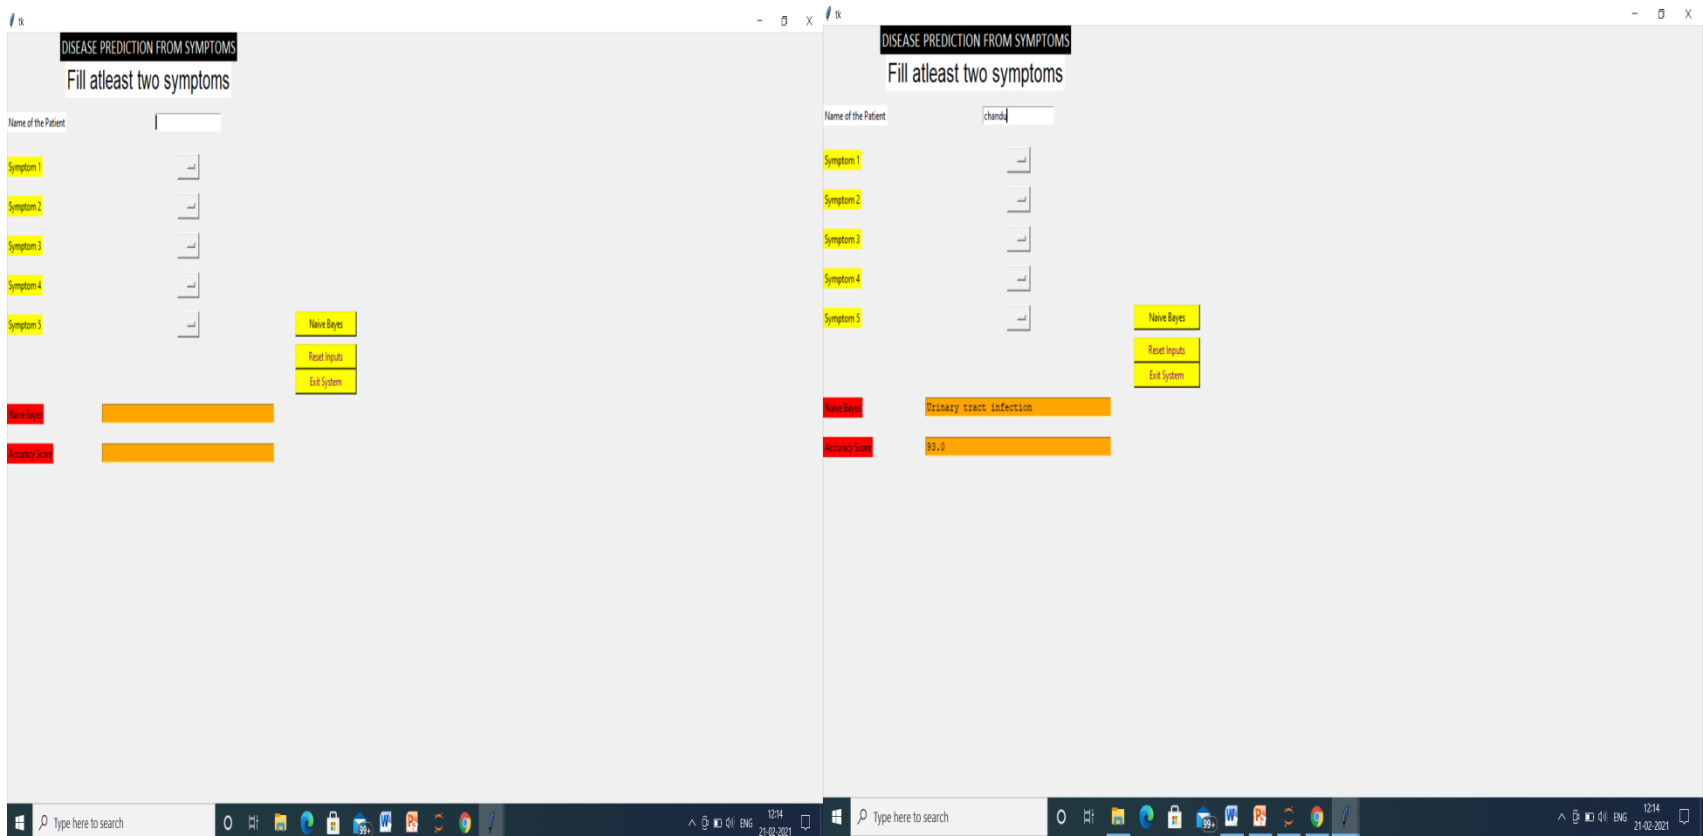 tk
DISEASE PREDICTION FROM SYMPTOMS
Fill atleast two symptoms
Name of the Patient
Symptom 1
Symptom 2
Symptom 3
Symptom 4
Symptom 5
Naive Bayes
Reset Inputs
Exit System
Naive Bayes
Accuracy Score
Type here to search
99+
ENG
12:14
21-02-2021
tk
DISEASE PREDICTION FROM SYMPTOMS
Fill atleast two symptoms
Name of the Patient chandu
Symptom 1
Symptom 2
Symptom 3
Symptom 4
Symptom 5
Naive Bayes
Reset Inputs
Exit System
Naive Bayes Urinary tract infection
Accuracy Score 93.0
Type here to search
99+
ENG
12:14
21-02-2021